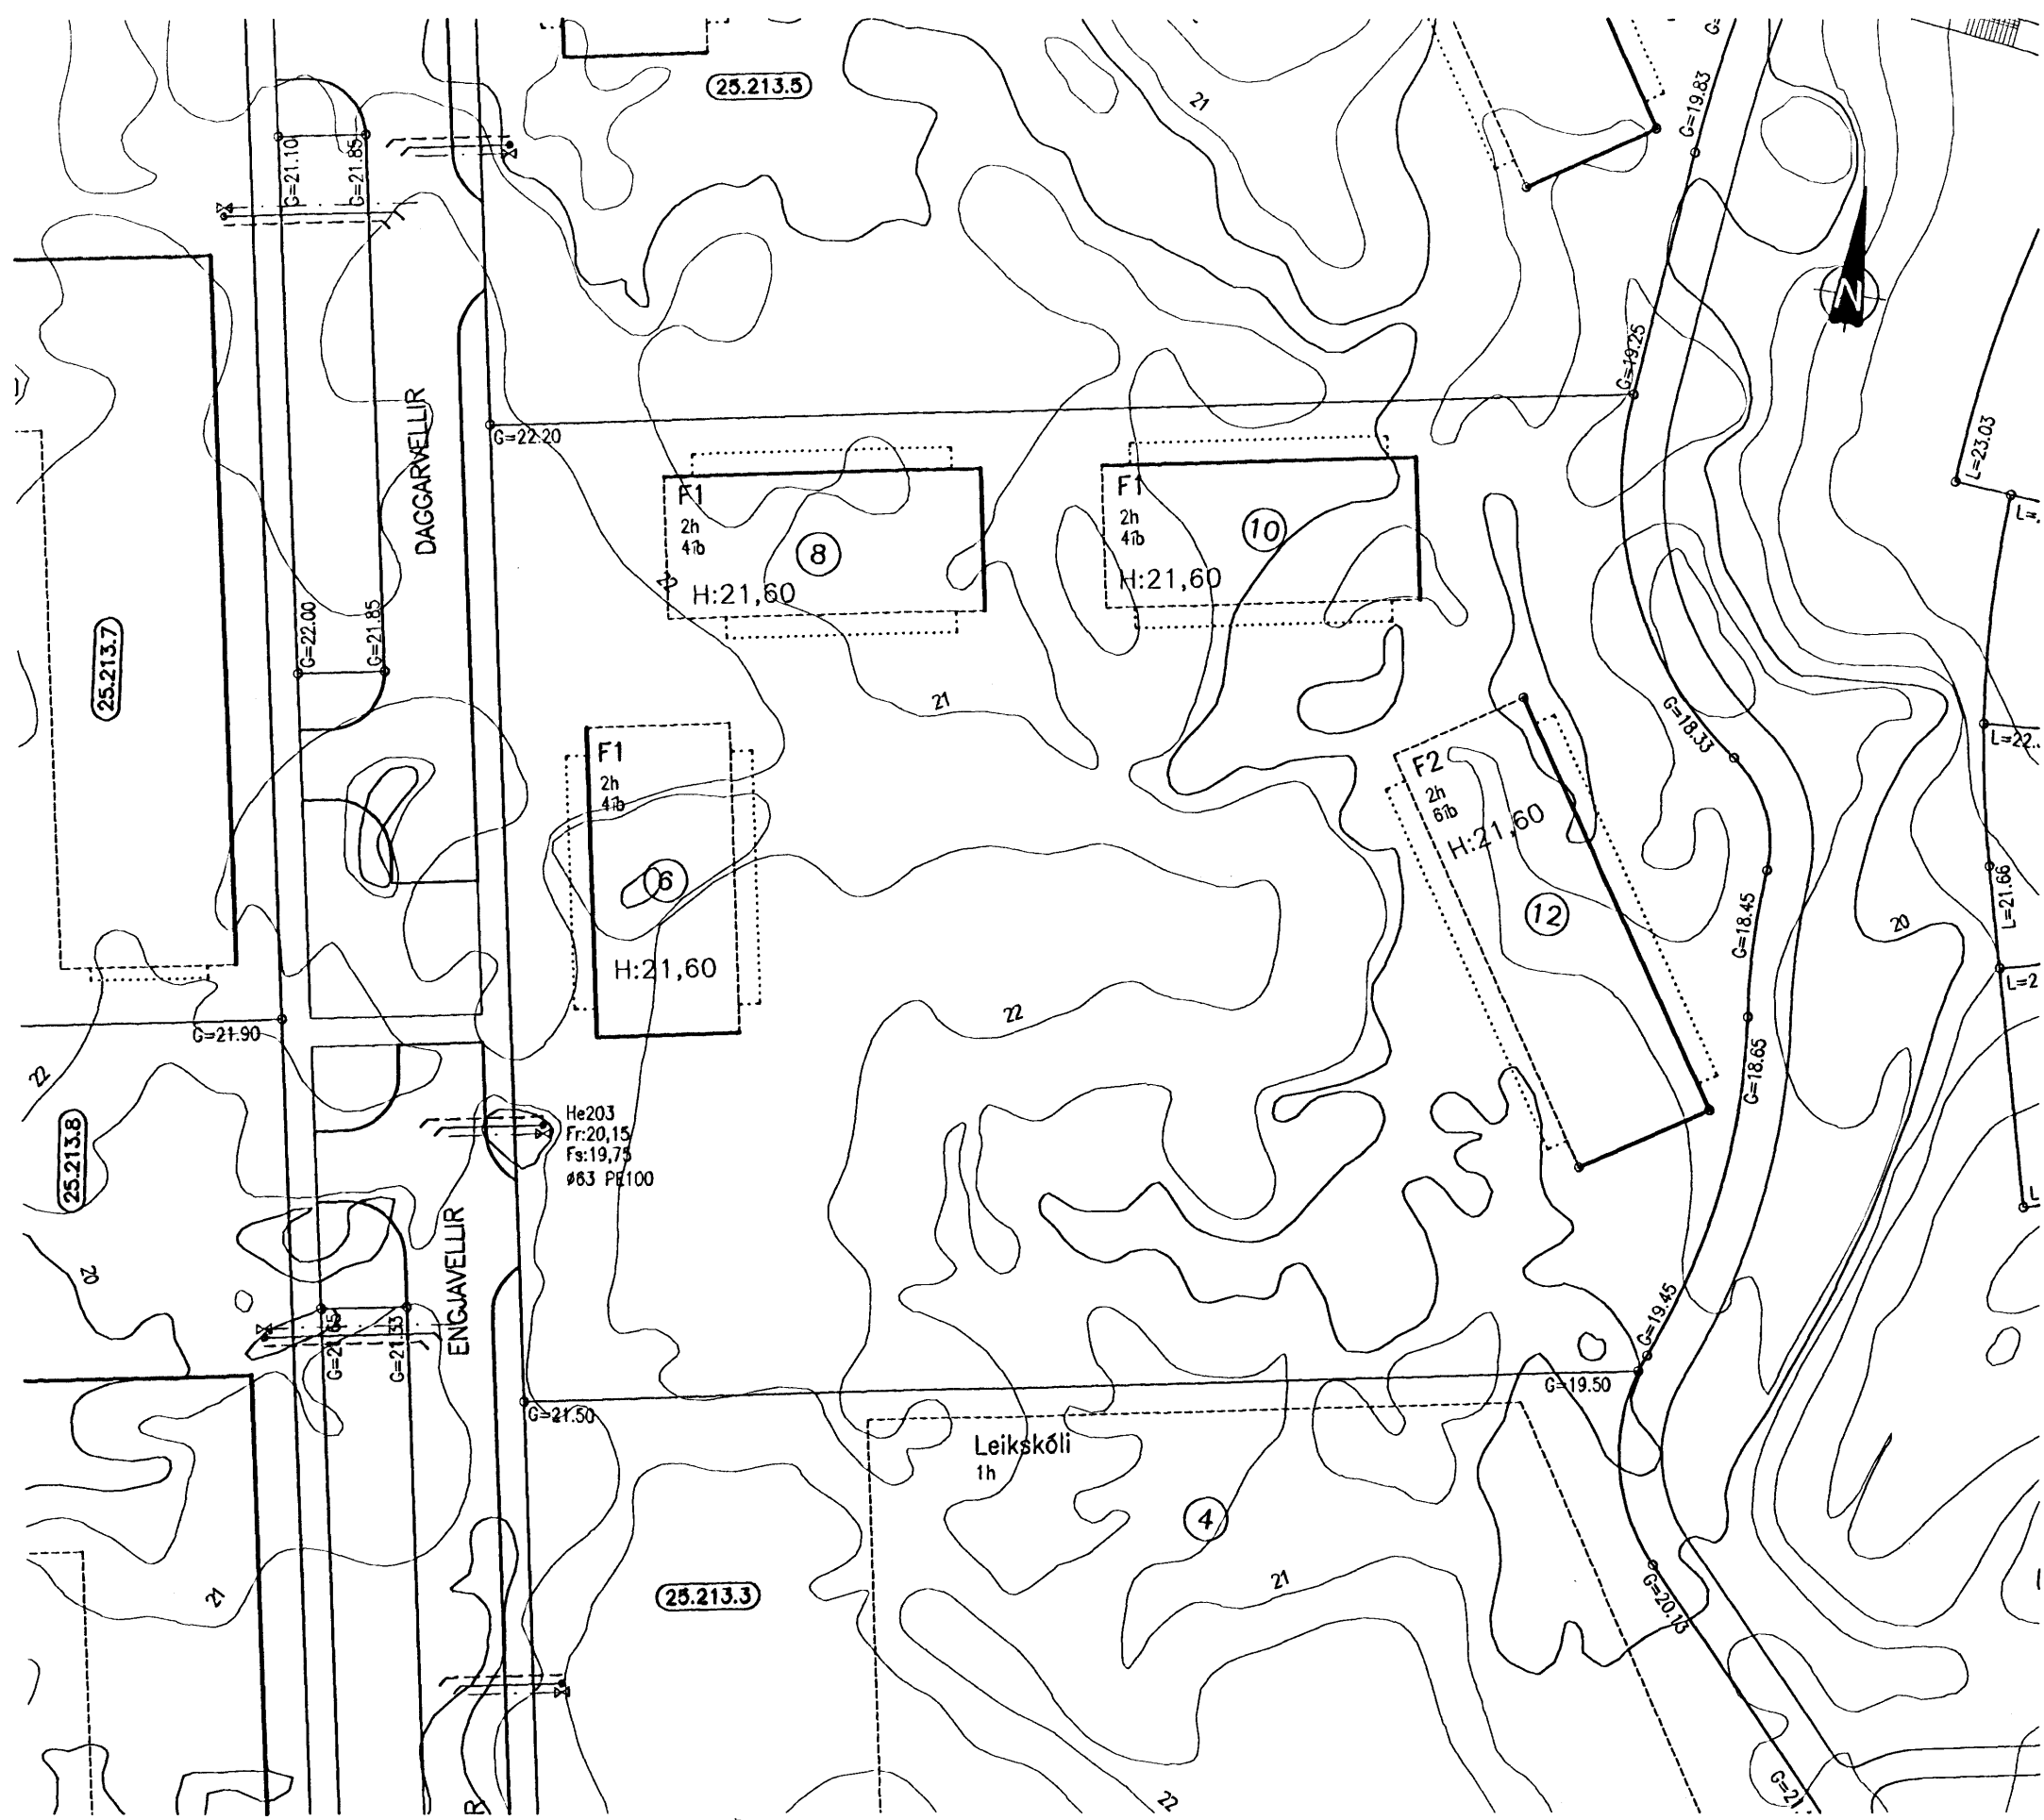 25.213.5
21
G=19.83
G=21.10
G=21.85
N
G=19.25
DAGGARVELLIR
G=22.20
L=23.03
F1
2h
4íb
8
H:21,60
F1
2h
4íb
10
H:21,60
G=22.00
G=21.85
25.213.7
21
G=18.33
F1
2h
4íb
6
H:21,60
F2
2h
6íb
H:21,60
12
G=18.45
20
L=21.66
22
G=21.90
22
G=18.65
25.213.8
He203
Fr:20,15
Fs:19,75
ø63 PE100
20
ENGJAVELLIR
G=21.33
G=19.45
G=19.50
G=21.50
Leikskóli
1h
4
21
21
25.213.3
G=20.13
22